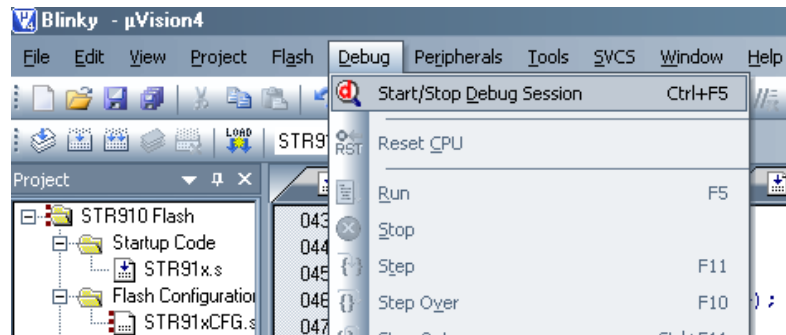 Blinky - µVision4
File Edit View Project Flash Debug Peripherals Tools SVCS Window Help
Start/Stop Debug Session Ctrl+F5
LOAD STR9
RST Reset CPU
Project
Run F5
STR910 Flash 043
Stop
Startup Code 044
STR91x.s 045
Step F11
Flash Configuration 046
Step Over F10 ) ;
STR91xCFG.s 047